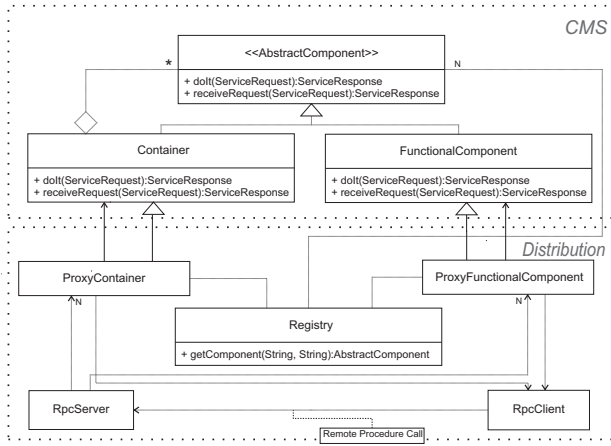 CMS
<<AbstractComponent>>
+ doIt(ServiceRequest):ServiceResponse
+ receiveRequest(ServiceRequest):ServiceResponse
*
N
Container
+ doIt(ServiceRequest):ServiceResponse
+ receiveRequest(ServiceRequest):ServiceResponse
FunctionalComponent
+ doIt(ServiceRequest):ServiceResponse
+ receiveRequest(ServiceRequest):ServiceResponse
Distribution
ProxyContainer
ProxyFunctionalComponent
N
N
Registry
+ getComponent(String, String):AbstractComponent
RpcServer
RpcClient
Remote Procedure Call